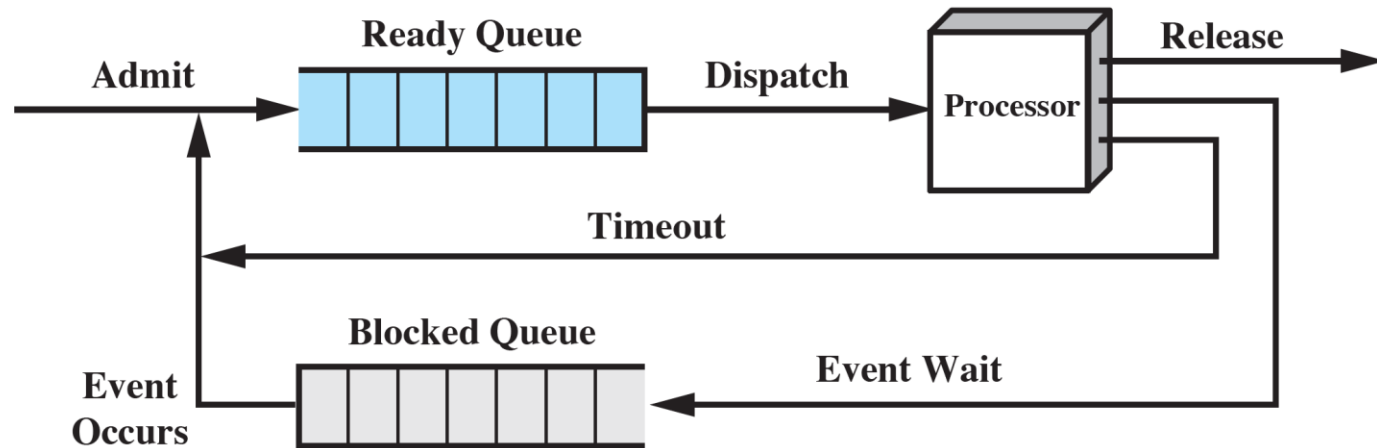 Ready Queue
Release
Admit
Dispatch
Processor
Timeout
Blocked Queue
Event Wait
Event
Occurs